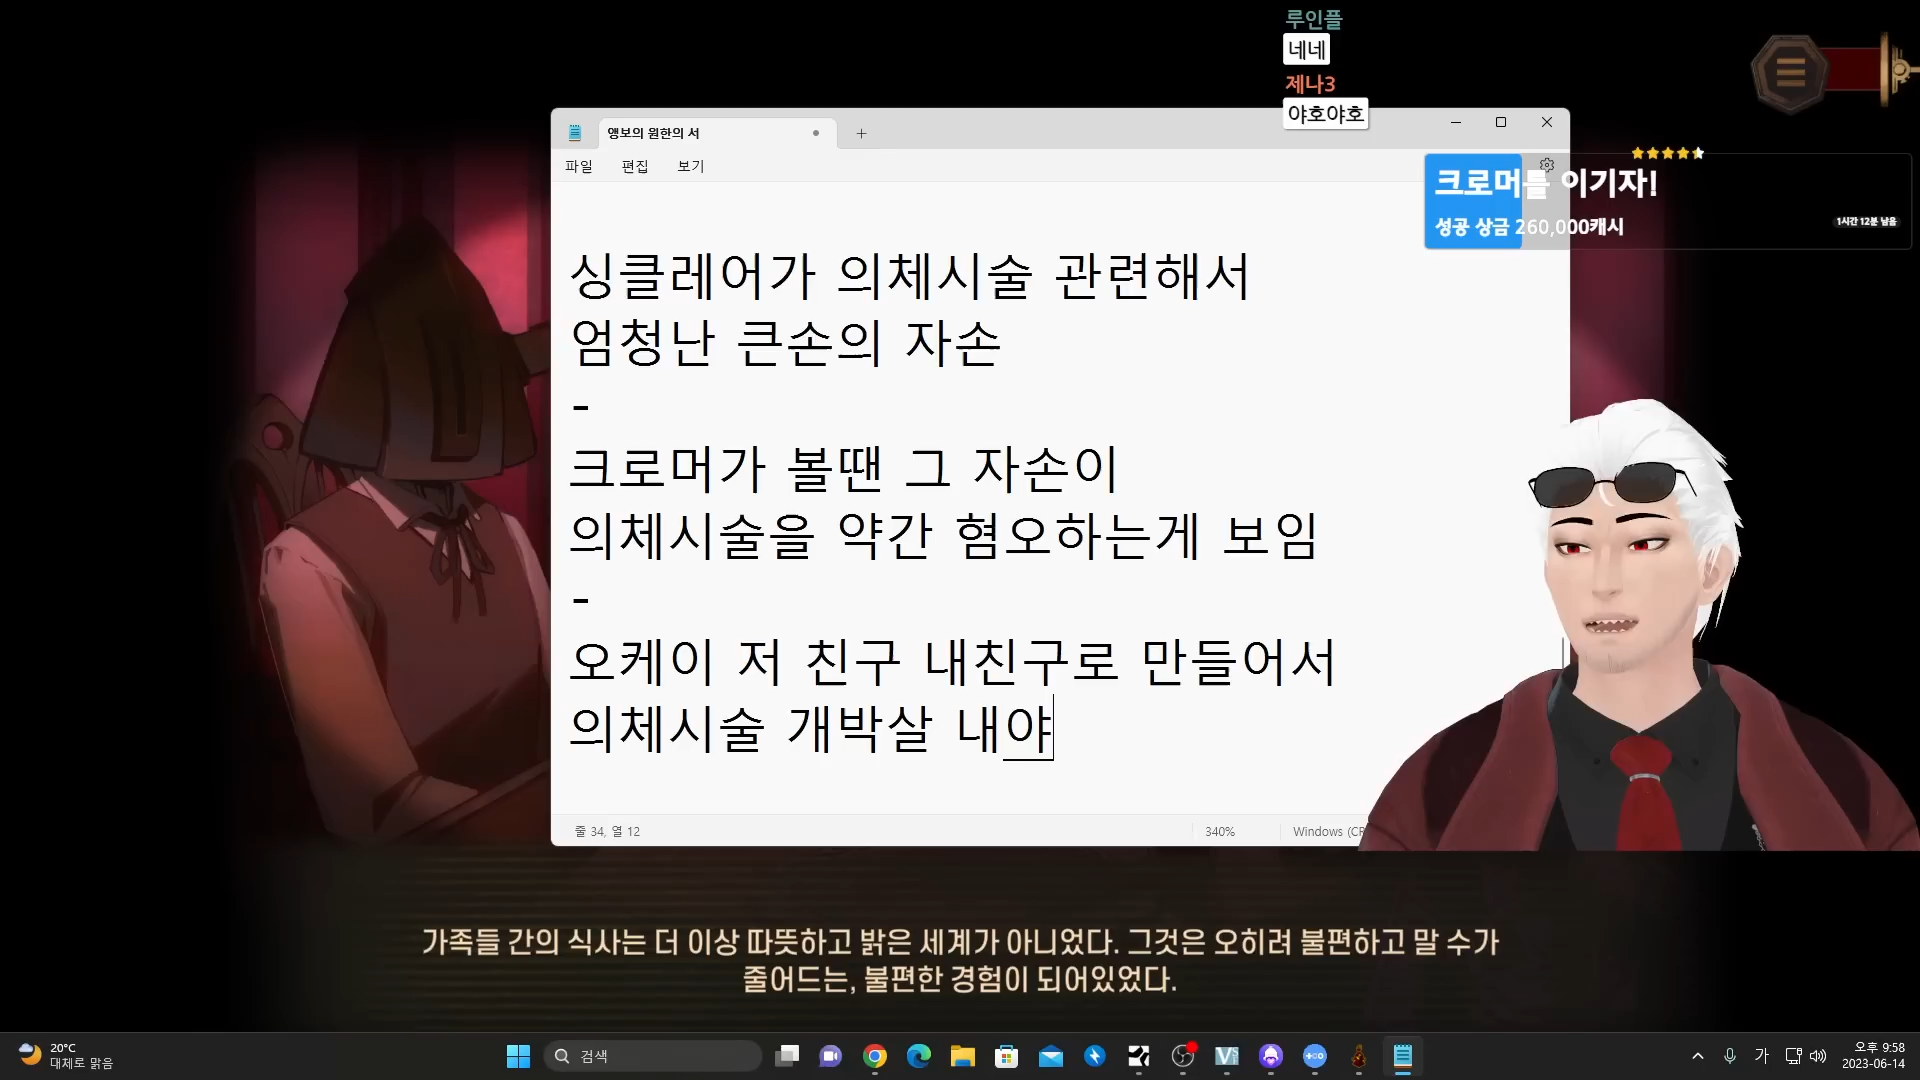 루인플
네네
제나3
야호야호
앵보의 원한의 서
파일 편집 보기
크로머를 이기자!
성공 상금 260,000캐시
1시간 12분 남음
싱클레어가 의체시술 관련해서
엄청난 큰손의 자손
-
크로머가 볼땐 그 자손이
의체시술을 약간 혐오하는게 보임
-
오케이 저 친구 내친구로 만들어서
의체시술 개박살 내야
줄 34, 열 12
340%
Windows (CR
가족들 간의 식사는 더 이상 따뜻하고 밝은 세계가 아니었다. 그것은 오히려 불편하고 말 수가
줄어드는, 불편한 경험이 되어있었다.
20°C
대체로 맑음
검색
가
오후 9:58
2023-06-14